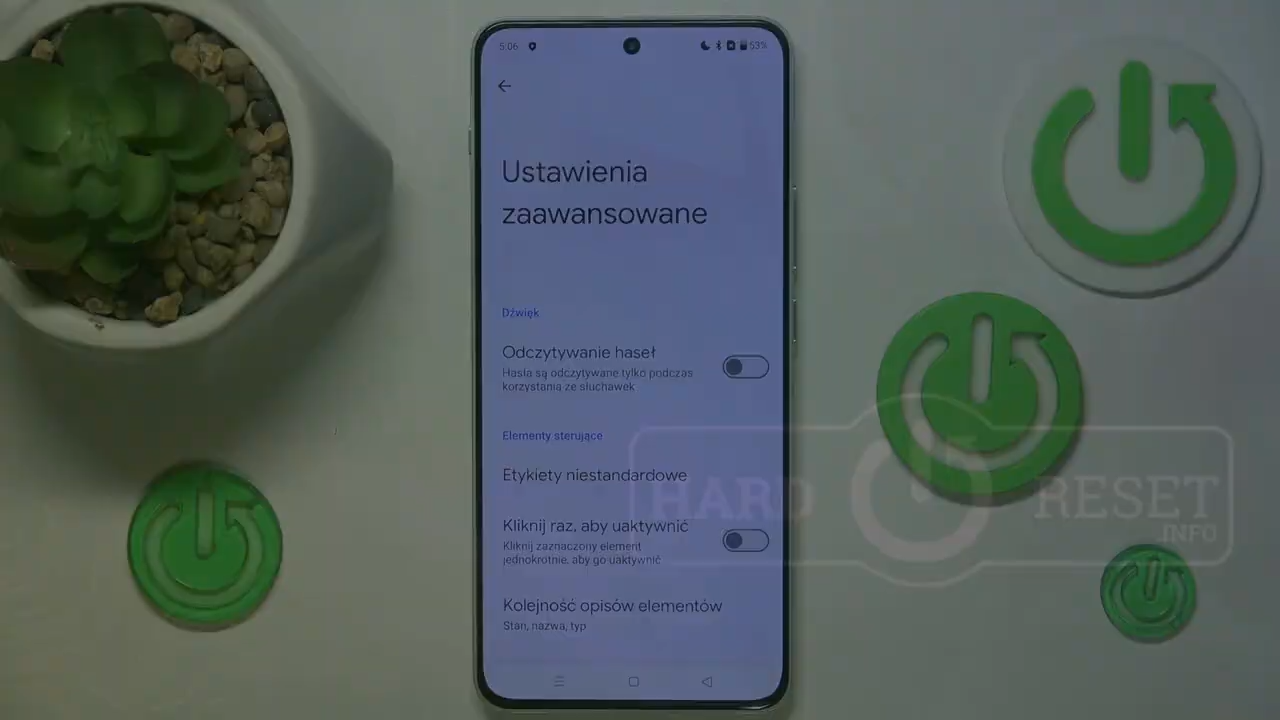 5:06
53%
Ustawienia
zaawansowane
Dźwięk
Odczytywanie haseł
Hasła są odczytywane tylko podczas
korzystania ze słuchawek
Elementy sterujące
Etykiety niestandardowe
Kliknij raz, aby uaktywnić
Kliknij zaznaczony element
jednokrotnie, aby go uaktywnić
Kolejność opisów elementów
Stan, nazwa, typ
HARD RESET
.INFO